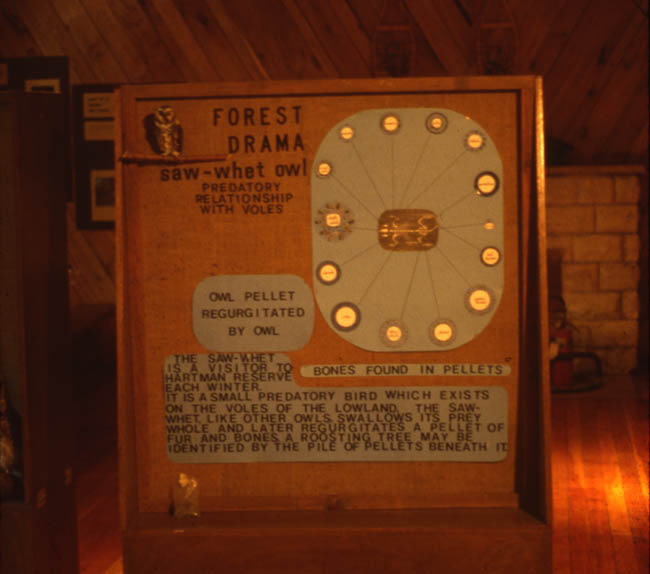 FOREST
DRAMA
saw-whet owl
PREDATORY
RELATIONSHIP
WITH VOLES
OWL PELLET
REGURGITATED
BY OWL
BONES FOUND IN PELLETS
THE SAW-WHET
IS A VISITOR TO
HARTMAN RESERVE
EACH WINTER.
IT IS A SMALL PREDATORY BIRD WHICH EXISTS
ON THE VOLES OF THE LOWLAND. THE SAW-
WHET, LIKE OTHER OWLS, SWALLOWS ITS PREY
WHOLE AND LATER REGURGITATES A PELLET OF
FUR AND BONES. A ROOSTING TREE MAY BE
IDENTIFIED BY THE PILE OF PELLETS BENEATH IT.